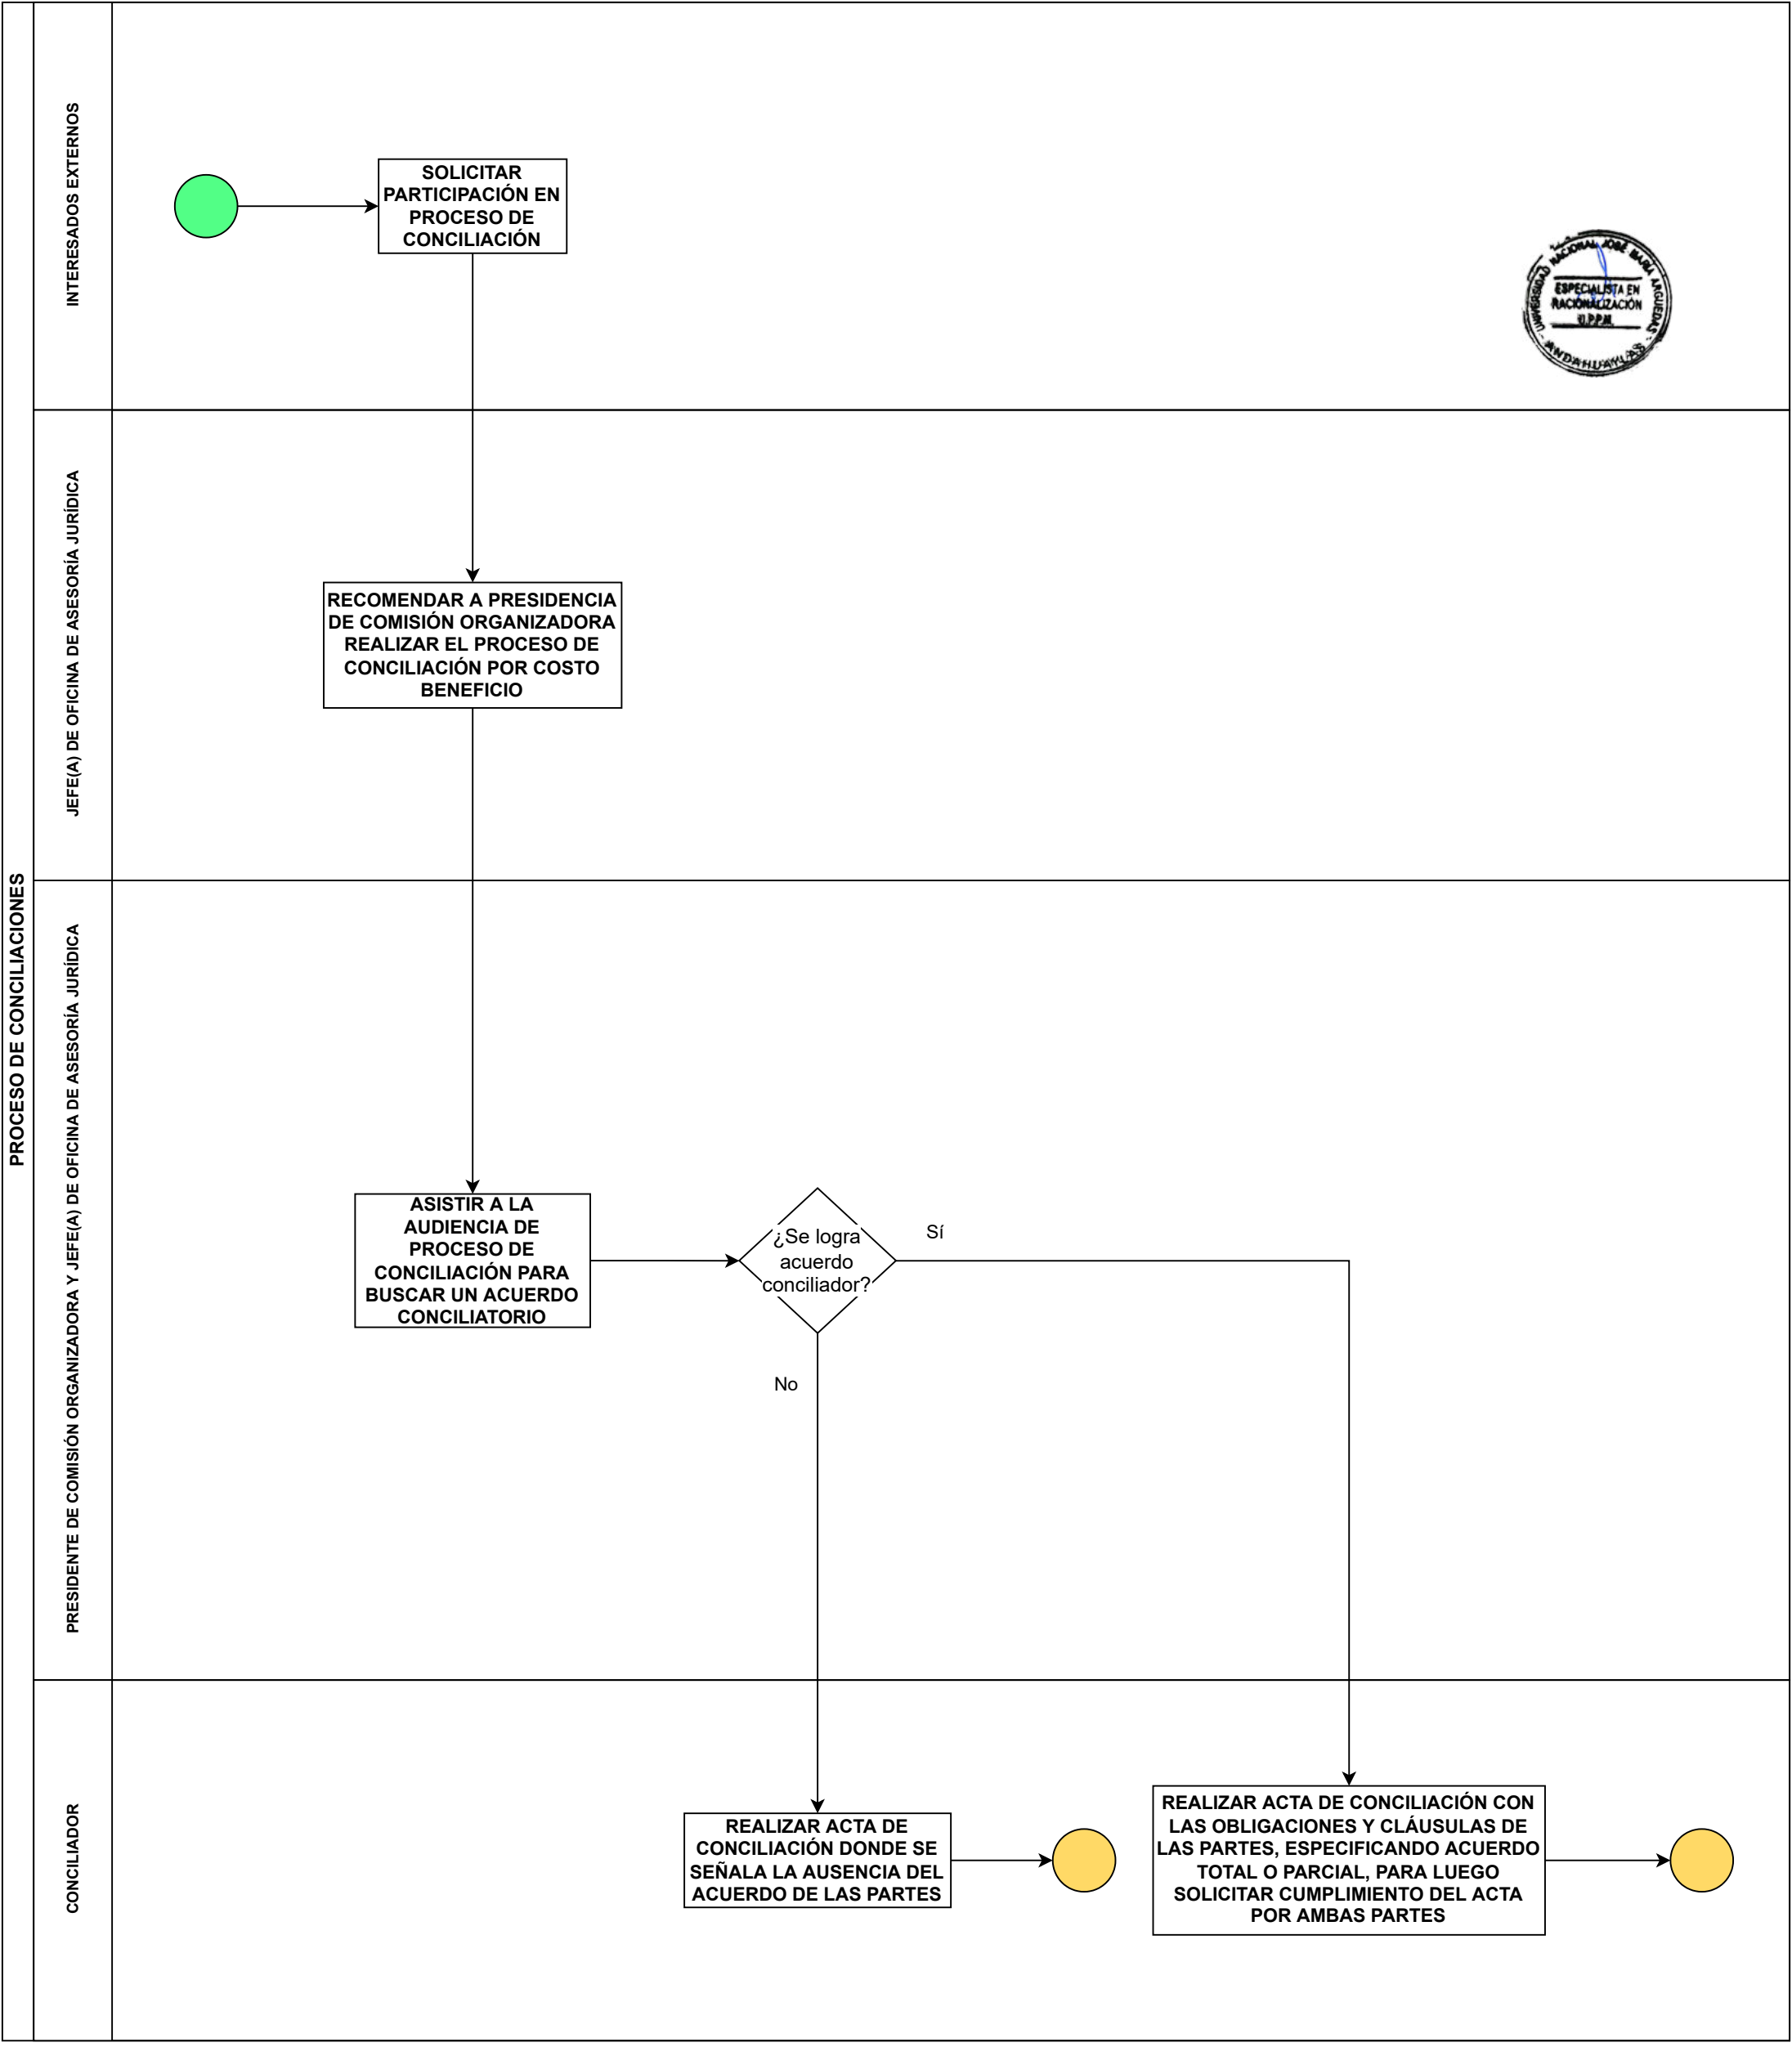 PROCESO DE CONCILIACIONES
INTERESADOS EXTERNOS
SOLICITAR
PARTICIPACIÓN EN
PROCESO DE
CONCILIACIÓN
UNIVERSIDAD NACIONAL JOSÉ MARÍA ARGUEDAS
ESPECIALISTA EN
RACIONALIZACIÓN
U.P.P.M.
- ANDAHUAYLAS -
JEFE(A) DE OFICINA DE ASESORÍA JURÍDICA
RECOMENDAR A PRESIDENCIA
DE COMISIÓN ORGANIZADORA
REALIZAR EL PROCESO DE
CONCILIACIÓN POR COSTO
BENEFICIO
PRESIDENTE DE COMISIÓN ORGANIZADORA Y JEFE(A) DE OFICINA DE ASESORÍA JURÍDICA
ASISTIR A LA
AUDIENCIA DE
PROCESO DE
CONCILIACIÓN PARA
BUSCAR UN ACUERDO
CONCILIATORIO
¿Se logra
acuerdo
conciliador?
Sí
No
CONCILIADOR
REALIZAR ACTA DE
CONCILIACIÓN DONDE SE
SEÑALA LA AUSENCIA DEL
ACUERDO DE LAS PARTES
REALIZAR ACTA DE CONCILIACIÓN CON
LAS OBLIGACIONES Y CLÁUSULAS DE
LAS PARTES, ESPECIFICANDO ACUERDO
TOTAL O PARCIAL, PARA LUEGO
SOLICITAR CUMPLIMIENTO DEL ACTA
POR AMBAS PARTES